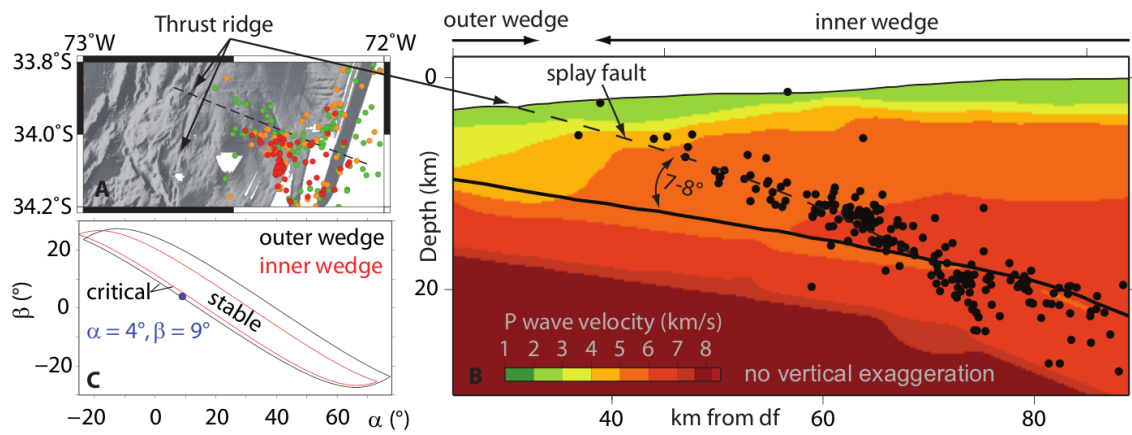 Thrust ridge
73°W
72°W
33.8°S
34.0°S
34.2°S
A
outer wedge
inner wedge
splay fault
7-8°
0
20
Depth (km)
P wave velocity (km/s)
1 2 3 4 5 6 7 8
B
no vertical exaggeration
40 km from df 60 80
20
0
−20
β (°)
outer wedge
inner wedge
critical
stable
α = 4°, β = 9°
C
−20 0 20 40 60 α (°)